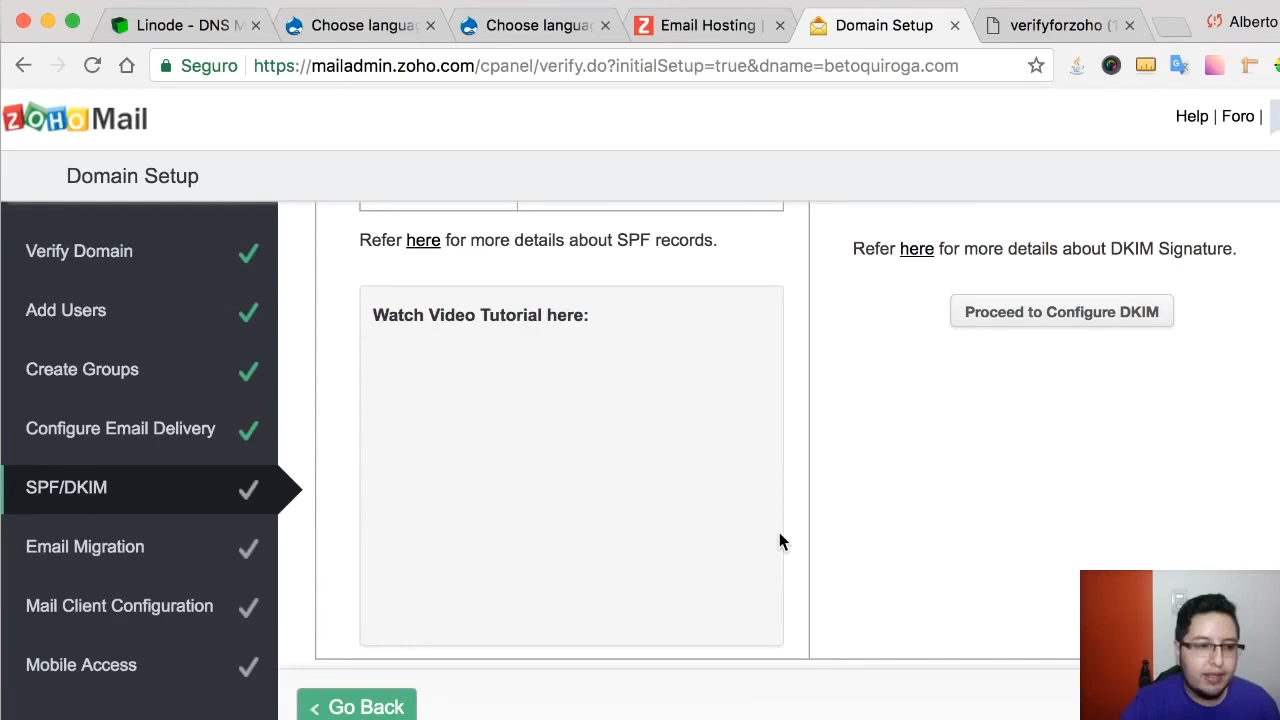 Linode - DNS M
Choose langua
Choose langua
Email Hosting |
Domain Setup
verifyforzoho (1
Alberto
Seguro
https://mailadmin.zoho.com/cpanel/verify.do?initialSetup=true&dname=betoquiroga.com
ZOHO Mail
Help | Foro |
Domain Setup
Verify Domain
Add Users
Create Groups
Configure Email Delivery
SPF/DKIM
Email Migration
Mail Client Configuration
Mobile Access
Refer here for more details about SPF records.
Watch Video Tutorial here:
Refer here for more details about DKIM Signature.
Proceed to Configure DKIM
Go Back